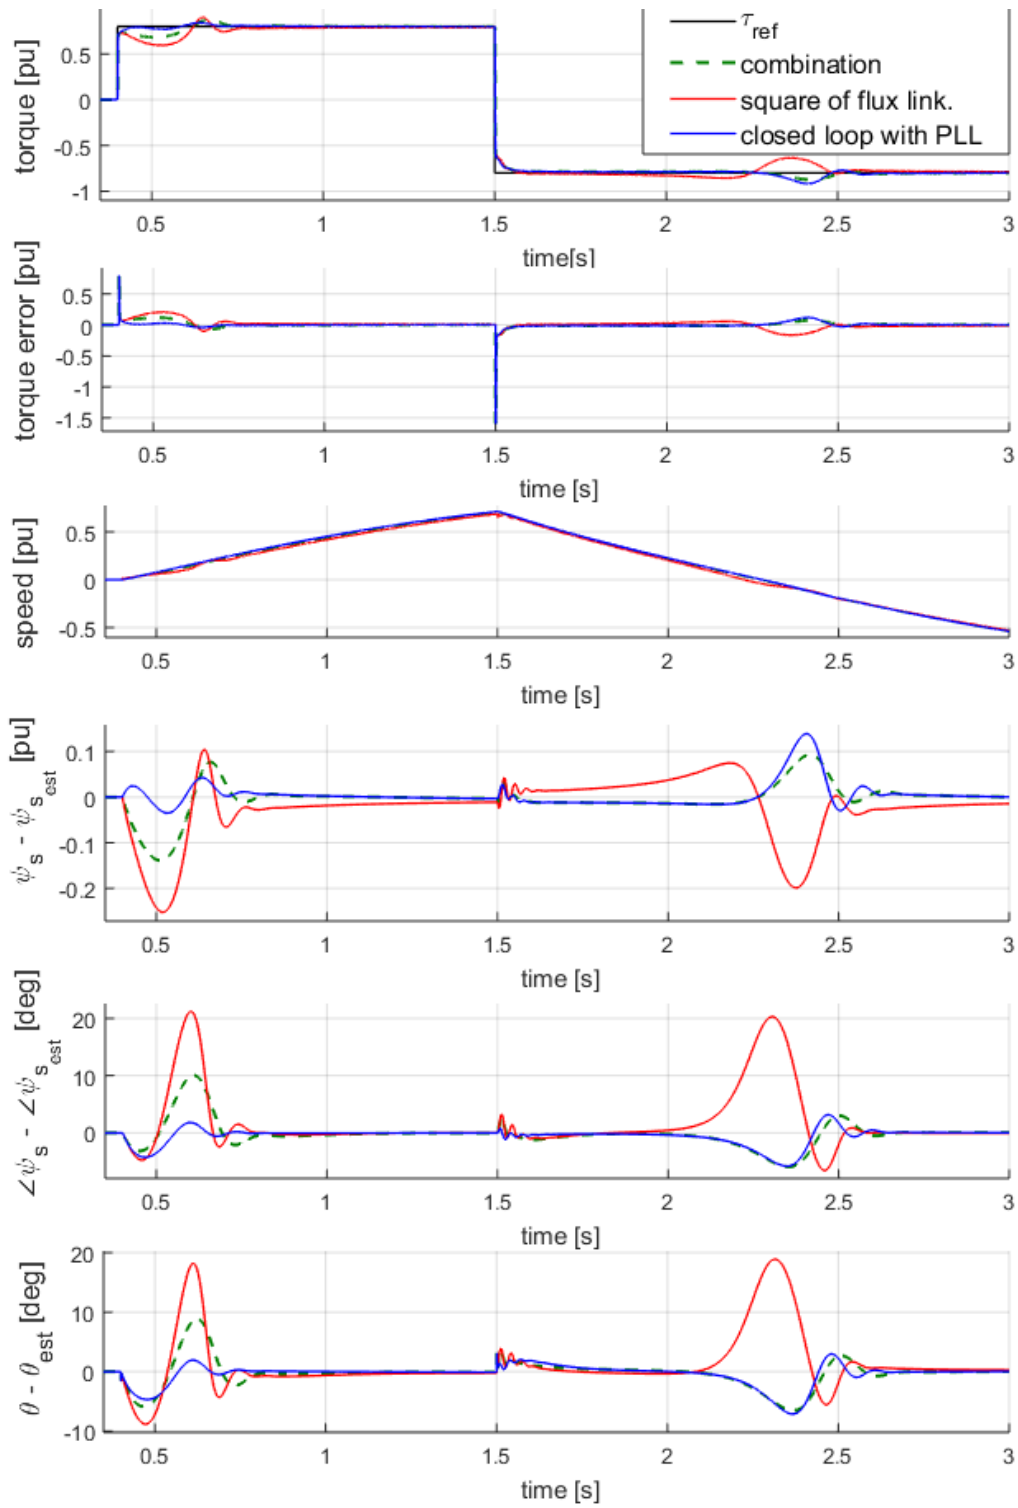 τref
combination
square of flux link.
closed loop with PLL
torque [pu]
0.5
0
-0.5
-1
0.5 1 1.5 2 2.5 3
time[s]
torque error [pu]
0.5
0
-0.5
-1
-1.5
0.5 1 1.5 2 2.5 3
time [s]
speed [pu]
0.5
0
-0.5
0.5 1 1.5 2 2.5 3
time [s]
ψs - ψsest [pu]
0.1
0
-0.1
-0.2
0.5 1 1.5 2 2.5 3
time [s]
∠ψs - ∠ψsest [deg]
20
10
0
0.5 1 1.5 2 2.5 3
time [s]
θ - θest [deg]
20
10
0
-10
0.5 1 1.5 2 2.5 3
time [s]